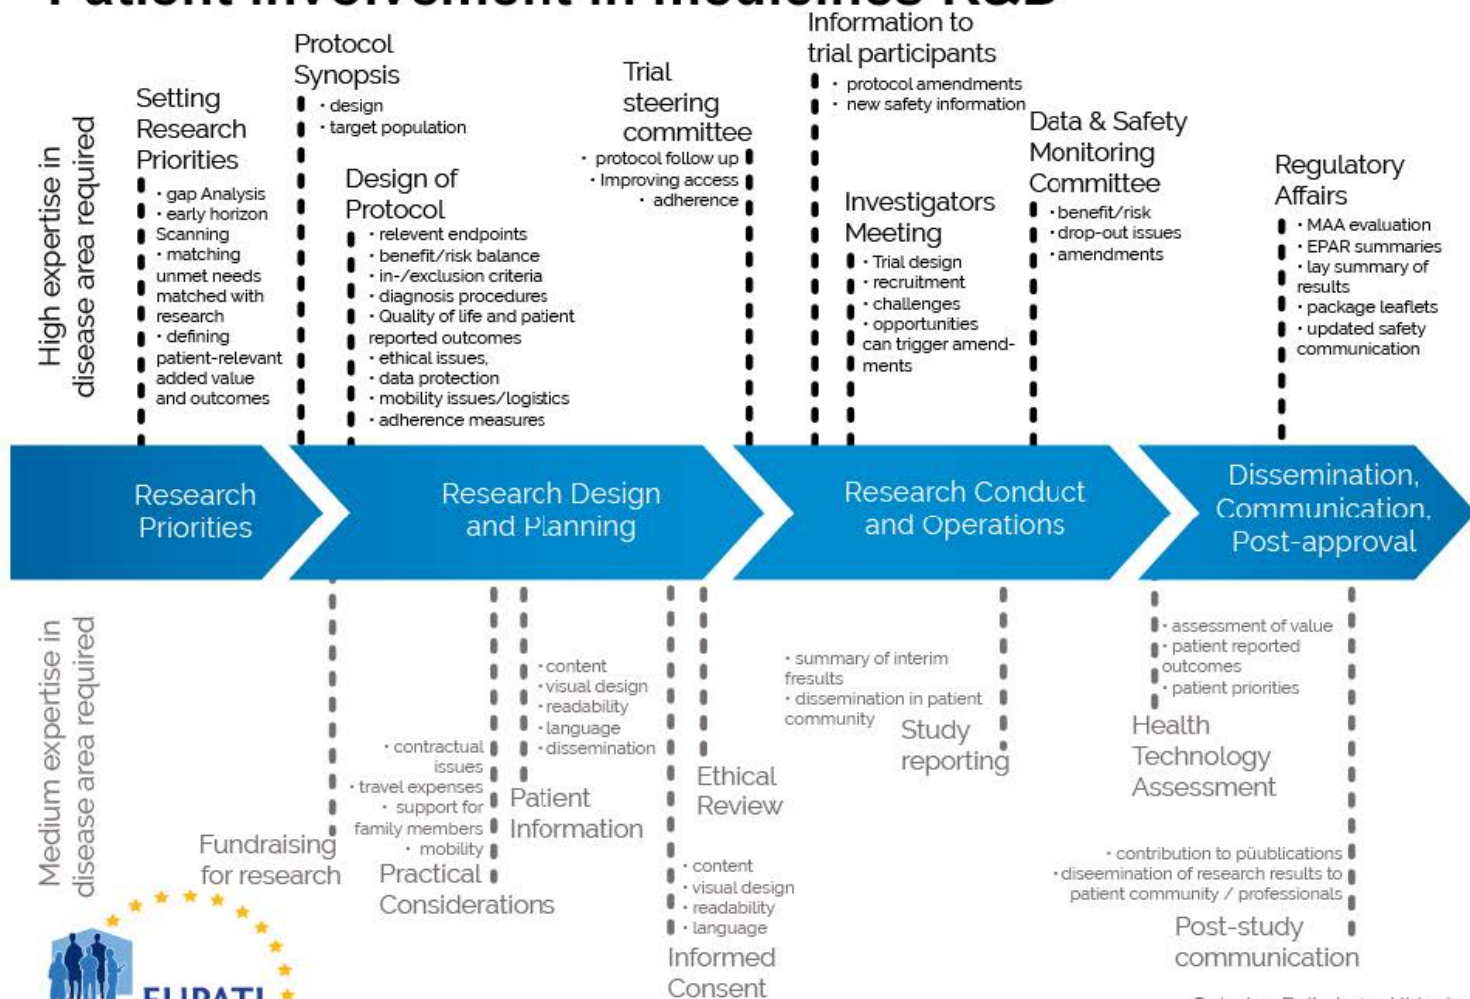 Patient involvement in medicines R&D
Information to
trial participants
· protocol amendments
· new safety information
Protocol
Synopsis
· design
· target population
Trial
steering
committee
· protocol follow up
· Improving access
· adherence
Setting
Research
Priorities
· gap Analysis
· early horizon
Scanning
· matching
unmet needs
matched with
research
· defining
patient-relevant
added value
and outcomes
Design of
Protocol
· relevent endpoints
· benefit/risk balance
· in-/exclusion criteria
· diagnosis procedures
· Quality of life and patient
reported outcomes
· ethical issues,
· data protection
· mobility issues/logistics
· adherence measures
Investigators
Meeting
· Trial design
· recruitment
· challenges
· opportunities
can trigger amend-
ments
Data & Safety
Monitoring
Committee
· benefit/risk
· drop-out issues
· amendments
Regulatory
Affairs
· MAA evaluation
· EPAR summaries
· lay summary of
results
· package leaflets
· updated safety
communication
High expertise in
disease area required
Research
Priorities
Research Design
and Planning
Research Conduct
and Operations
Dissemination,
Communication,
Post-approval
Medium expertise in
disease area required
Fundraising
for research
· contractual
issues
· travel expenses
· support for
family members
· mobility
Practical
Considerations
· content
· visual design
· readability
· language
· dissemination
Patient
Information
Ethical
Review
· content
· visual design
· readability
· language
Informed
Consent
· summary of interim
fresults
· dissemination in patient
community
Study
reporting
· assessment of value
· patient reported
outcomes
· patient priorities
Health
Technology
Assessment
· contribution to püublications
· diseemination of research results to
patient community / professionals
Post-study
communication
EUPATI